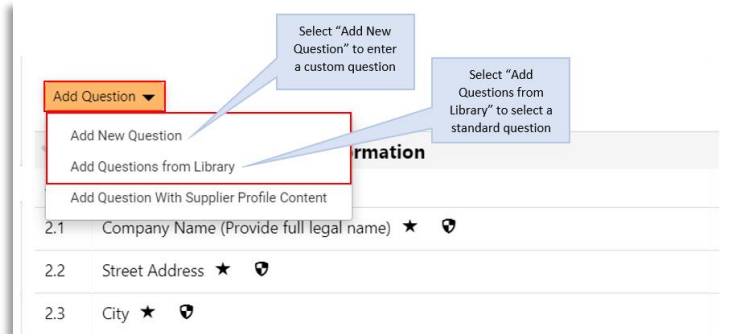 Select “Add New
Question” to enter
a custom question
Select “Add
Questions from
Library” to select a
standard question
Add Question
Add New Question
rmation
Add Questions from Library
Add Question With Supplier Profile Content
2.1 Company Name (Provide full legal name)
2.2 Street Address
2.3 City